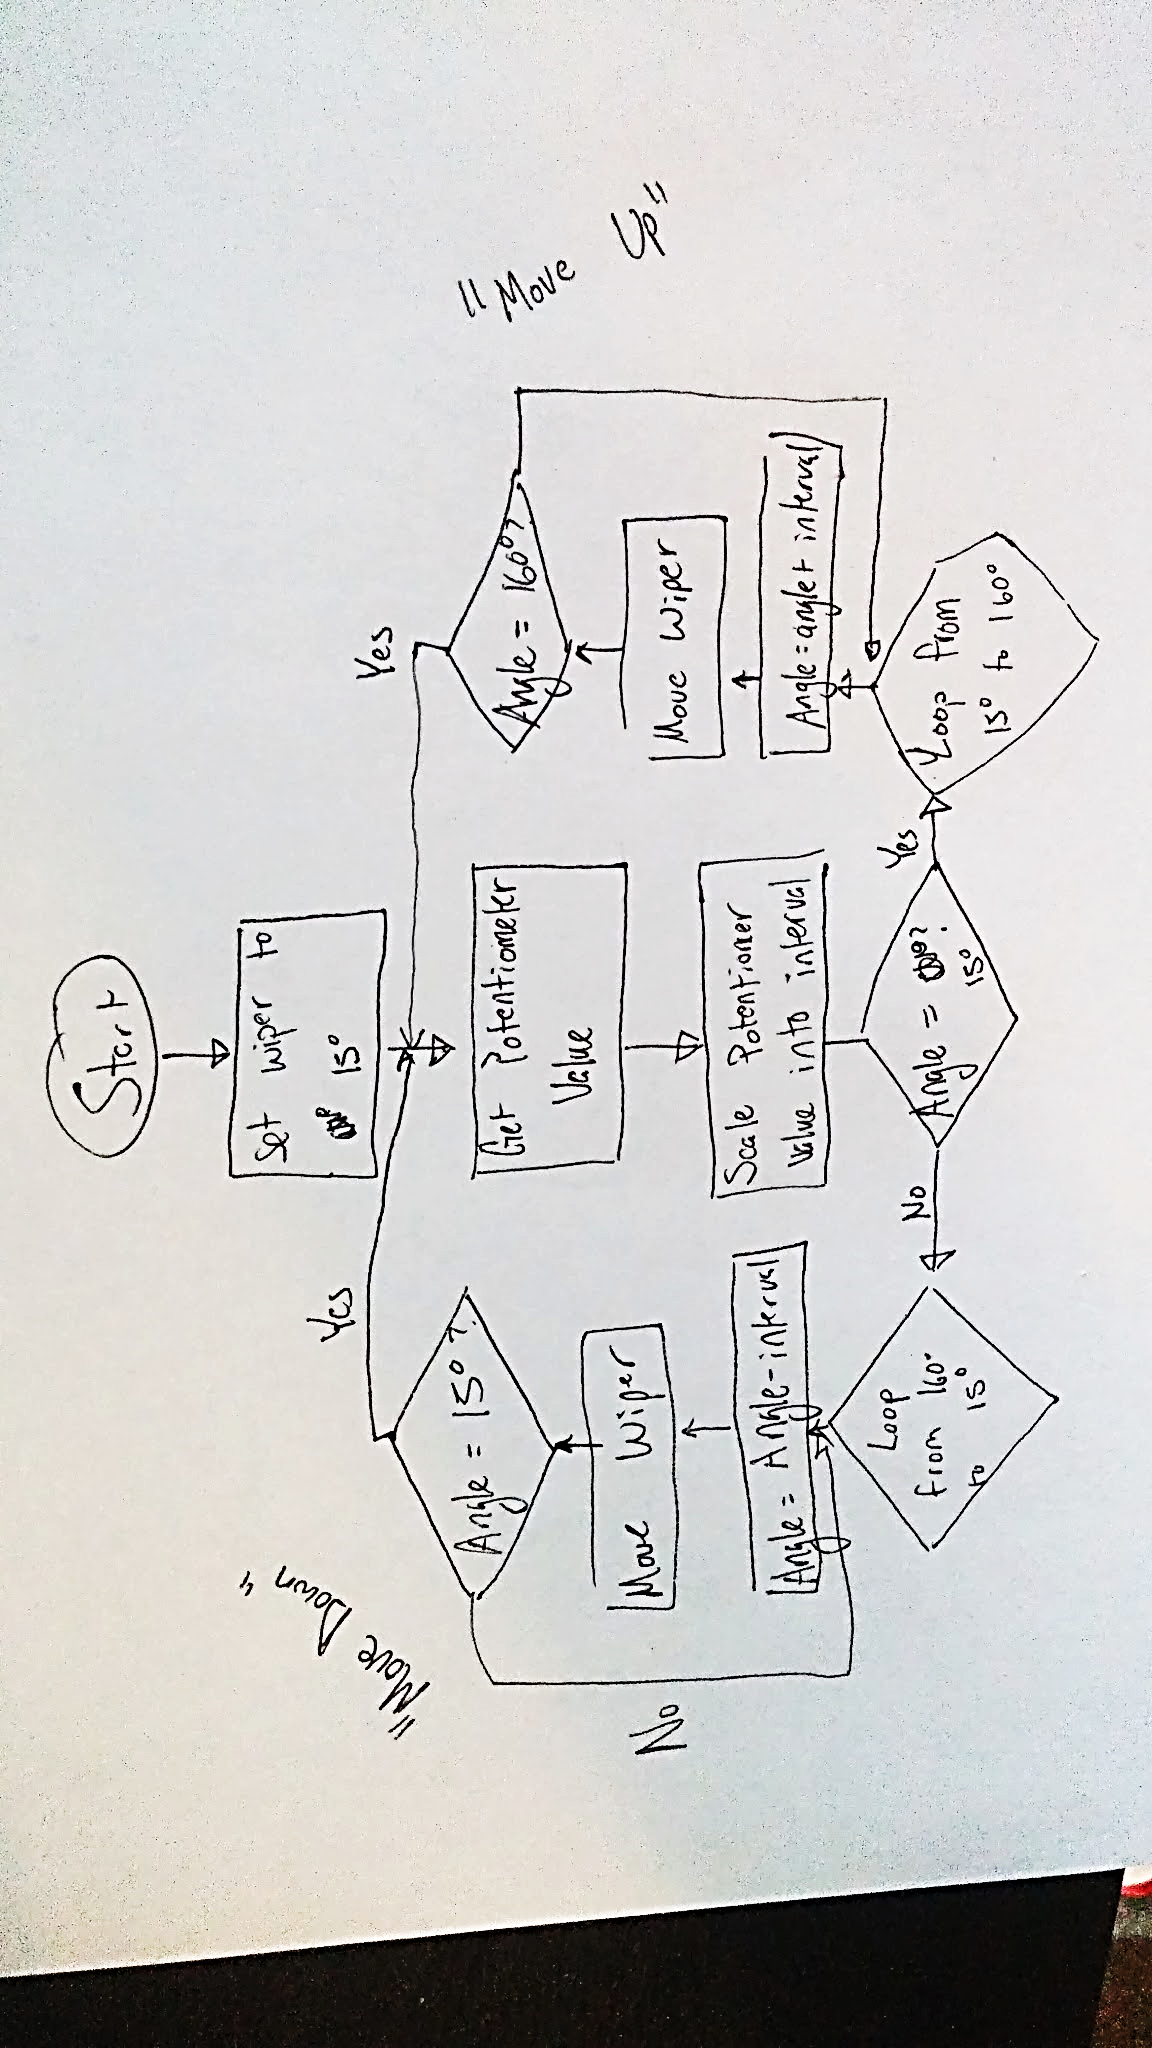 Start
Set wiper to
15°
Yes
Yes
"Move Down"
"Move
Up"
Angle = 15°?
Get Potentiometer
Value
Angle = 160°?
No
Move Wiper
Move Wiper
Scale Potentiomer
Value into interval
Angle = Angle-interval
Angle=angle+ interval
No
Angle = ?
15°
Yes
Loop
from 160°
to 15°
Loop from
15° to 160°